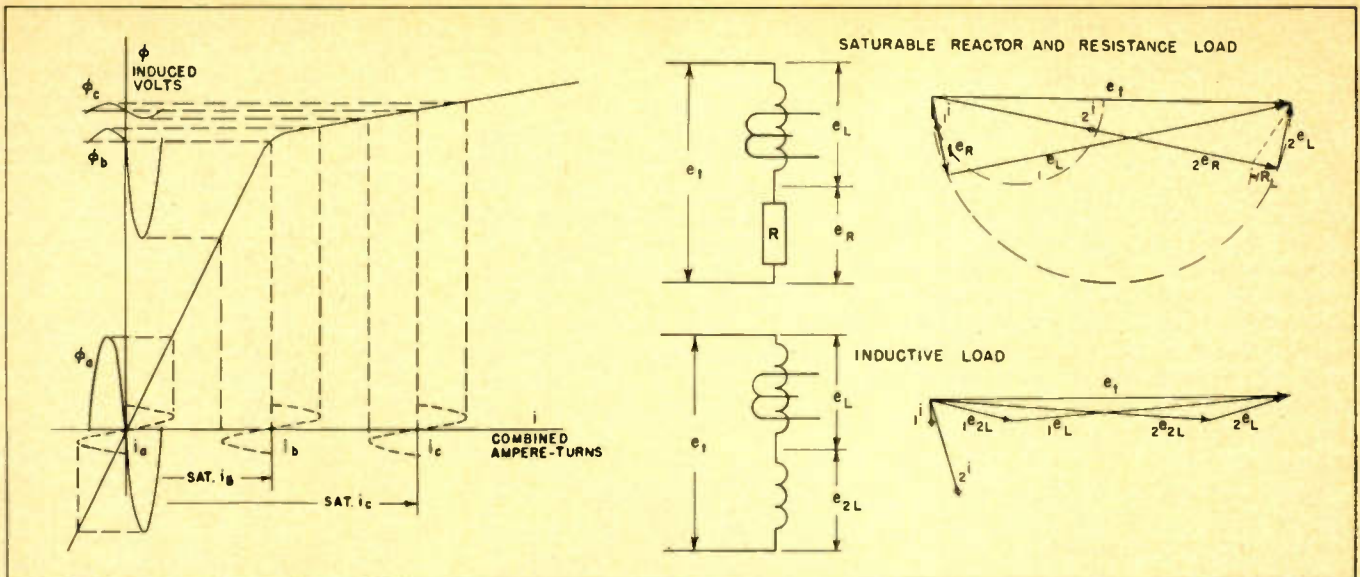 ϕ
INDUCED
VOLTS
ϕc
ϕb
ϕa
ia
ib
ic
i
COMBINED
AMPERE-TURNS
SAT. iB
SAT. ic
SATURABLE REACTOR AND RESISTANCE LOAD
et
eL
R
eR
et
1i
2i
1eR
1eL
2eR
RL
2eL
INDUCTIVE LOAD
et
eL
e2L
et
1i
1e2L
1eL
2e2L
2eL
2i